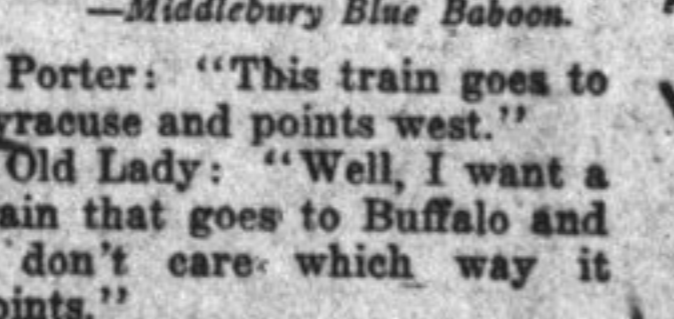 —Middlebury Blue Baboon.
Porter: "This train goes to
yracuse and points west."
Old Lady: "Well, I want a
ain that goes to Buffalo and
don't care which way it
oints."